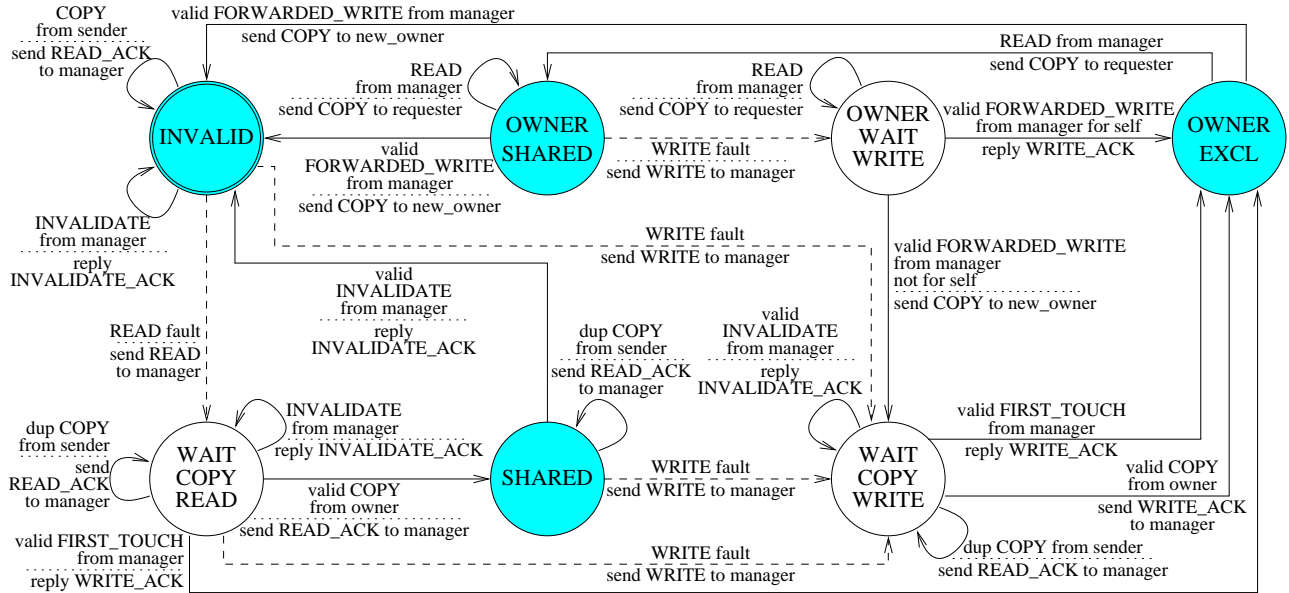 COPY
from sender
send READ_ACK
to manager
valid FORWARDED_WRITE from manager
send COPY to new_owner
READ from manager
send COPY to requester
READ
from manager
send COPY to requester
READ
from manager
send COPY to requester
INVALID
OWNER
SHARED
OWNER
WAIT
WRITE
OWNER
EXCL
valid FORWARDED_WRITE
from manager for self
reply WRITE_ACK
valid
FORWARDED_WRITE
from manager
send COPY to new_owner
WRITE fault
send WRITE to manager
INVALIDATE
from manager
reply
INVALIDATE_ACK
WRITE fault
send WRITE to manager
valid FORWARDED_WRITE
from manager
not for self
send COPY to new_owner
valid
INVALIDATE
from manager
reply
INVALIDATE_ACK
READ fault
send READ
to manager
dup COPY
from sender
send READ_ACK
to manager
valid
INVALIDATE
from manager
reply
INVALIDATE_ACK
dup COPY
from sender
send
READ_ACK
to manager
INVALIDATE
from manager
reply INVALIDATE_ACK
WAIT
COPY
READ
SHARED
WAIT
COPY
WRITE
valid FIRST_TOUCH
from manager
reply WRITE_ACK
valid COPY
from owner
send READ_ACK to manager
WRITE fault
send WRITE to manager
valid COPY
from owner
send WRITE_ACK
to manager
valid FIRST_TOUCH
from manager
reply WRITE_ACK
WRITE fault
send WRITE to manager
dup COPY from sender
send READ_ACK to manager